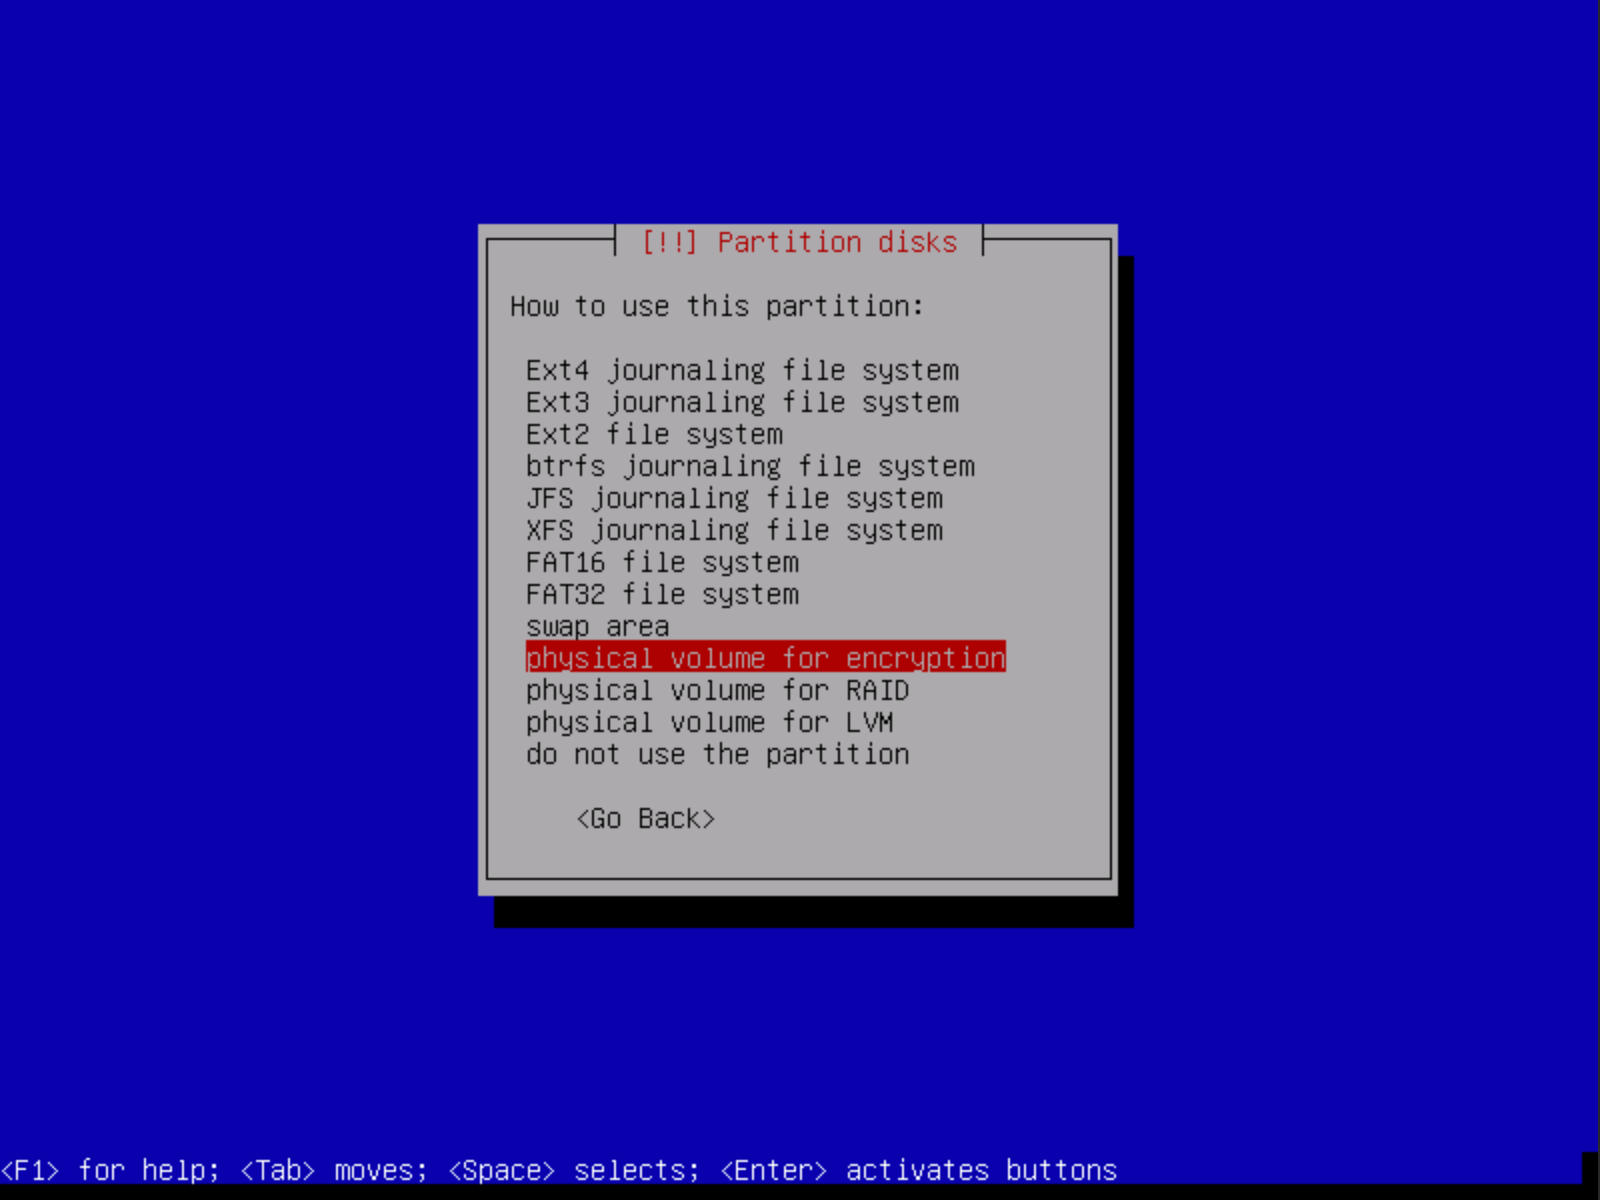 [!!] Partition disks
How to use this partition:
Ext4 journaling file system
Ext3 journaling file system
Ext2 file system
btrfs journaling file system
JFS journaling file system
XFS journaling file system
FAT16 file system
FAT32 file system
swap area
physical volume for encryption
physical volume for RAID
physical volume for LVM
do not use the partition
<Go Back>
<F1> for help; <Tab> moves; <Space> selects; <Enter> activates buttons